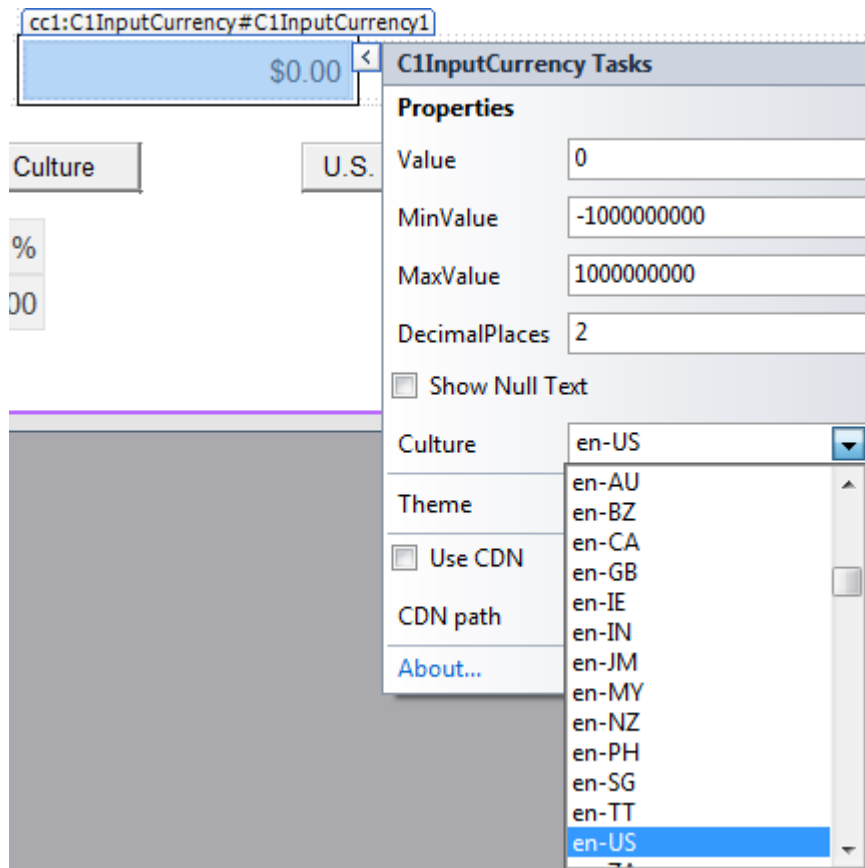 cc1:C1InputCurrency#C1InputCurrency1
$0.00
C1InputCurrency Tasks
Properties
Culture
U.S.
Value 0
MinValue -1000000000
%
MaxValue 1000000000
00
DecimalPlaces 2
Show Null Text
Culture en-US
en-AU
en-BZ
en-CA
en-GB
en-IE
en-IN
en-JM
en-MY
en-NZ
en-PH
en-SG
en-TT
en-US
Theme
Use CDN
CDN path
About...